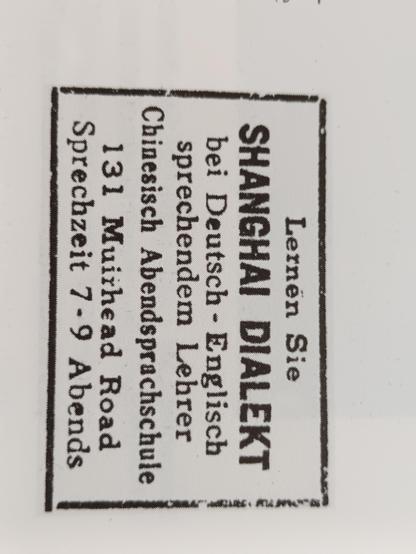 Lernen Sie
SHANGHAI DIALEKT
bei Deutsch-Englisch
sprechendem Lehrer
Chinesisch Abendsprachschule
131 Muirhead Road
Sprechzeit 7-9 Abends